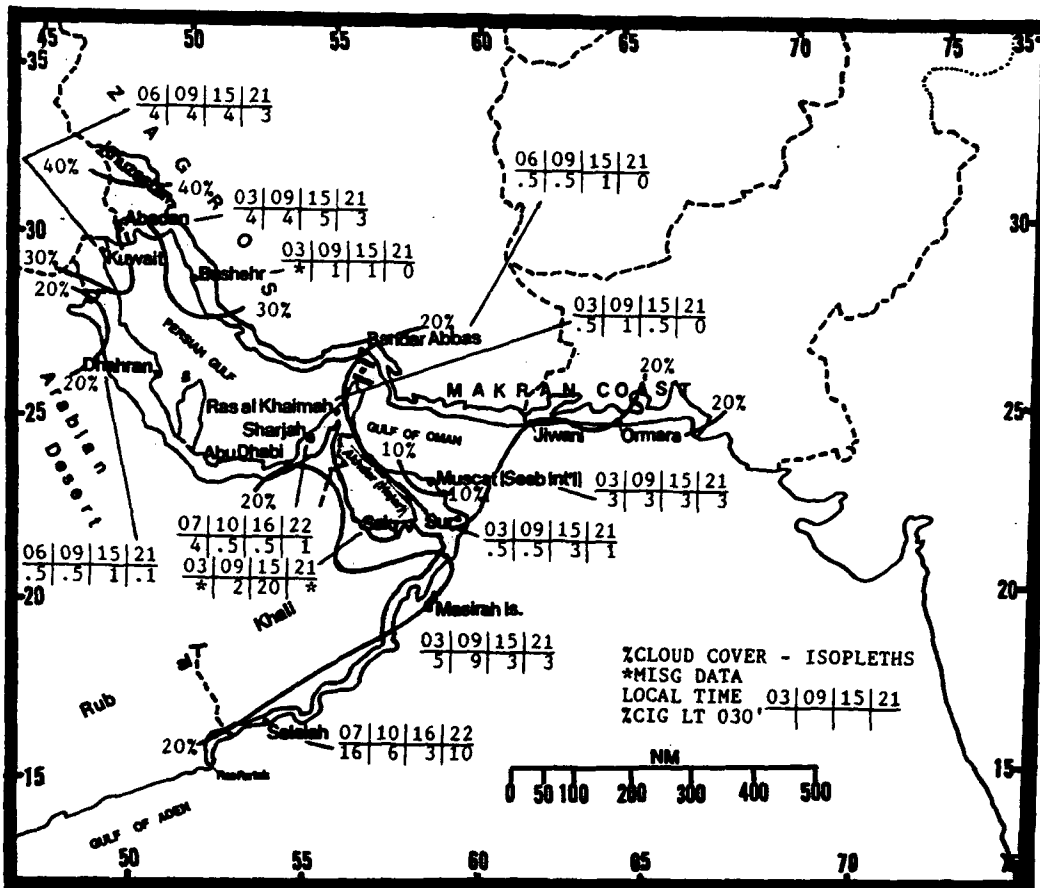 45 50 55 60 65 70 75 35
35
Z A G R O S
06 09 15 21
4 4 4 3
40% 40%
06 09 15 21
.5 .5 1 0
03 09 15 21
4 4 5 3
30 Abadan 30
Kuwait
03 09 15 21
* 1 1 0
Bushehr
30%
20%
30%
03 09 15 21
.5 1 .5 0
20%
Bandar Abbas
PERSIAN GULF
Dhahran
20%
20%
MAKRAN COAST
20%
25 Ras al Khaimah 25
Sharjah
GULF OF OMAN
Jiwani Ormara
Abu Dhabi
10%
Arabian Desert
20%
Muscat (Seeb Int'l)
10%
03 09 15 21
3 3 3 3
07 10 16 22
4 .5 .5 1
Sur
03 09 15 21
.5 .5 3 1
06 09 15 21
.5 .5 1 .1
03 09 15 21
* 2 20 *
20 20
Masirah Is.
Rub al Khali
03 09 15 21
5 9 3 3
%CLOUD COVER - ISOPLETHS
*MISG DATA
LOCAL TIME 03 09 15 21
%CIG LT 030'
20%
Salalah
07 10 16 22
16 6 3 10
NM
15 15
0 50 100 200 300 400 500
GULF OF ADEN
50 55 60 65 70